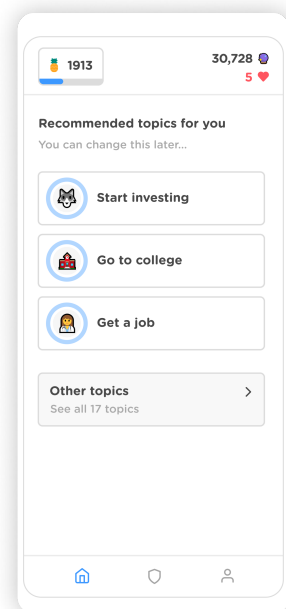 1913
30,728
5
Recommended topics for you
You can change this later...
Start investing
Go to college
Get a job
Other topics
See all 17 topics